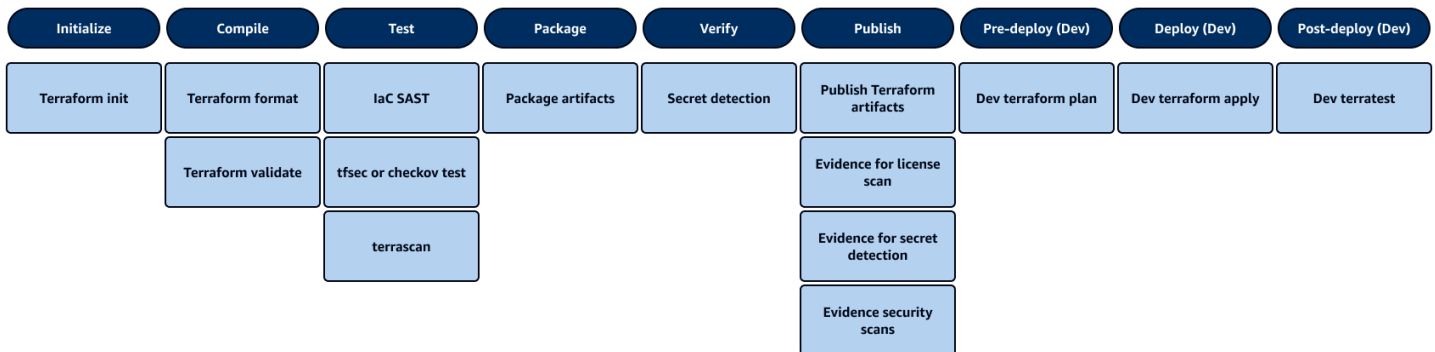 Initialize
Compile
Test
Package
Verify
Publish
Pre-deploy (Dev)
Deploy (Dev)
Post-deploy (Dev)
Terraform init
Terraform format
IaC SAST
Package artifacts
Secret detection
Publish Terraform
artifacts
Dev terraform plan
Dev terraform apply
Dev terratest
Terraform validate
tfsec or checkov test
Evidence for license
scan
terrascan
Evidence for secret
detection
Evidence security
scans